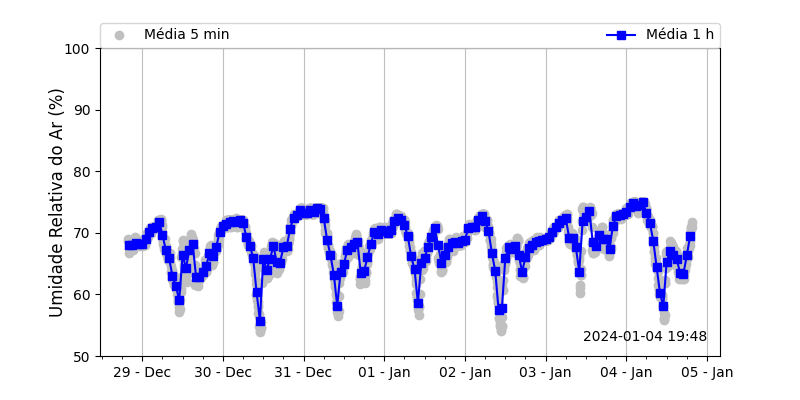 Média 5 min
Média 1 h
Umidade Relativa do Ar (%)
100
90
80
70
60
50
2024-01-04 19:48
29 - Dec
30 - Dec
31 - Dec
01 - Jan
02 - Jan
03 - Jan
04 - Jan
05 - Jan